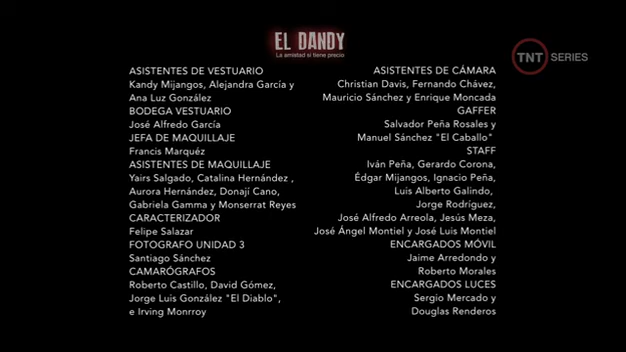 EL DANDY
La amistad si tiene precio
TNT SERIES
ASISTENTES DE VESTUARIO
Kandy Mijangos, Alejandra García y
Ana Luz González
BODEGA VESTUARIO
José Alfredo García
JEFA DE MAQUILLAJE
Francis Marquéz
ASISTENTES DE MAQUILLAJE
Yairs Salgado, Catalina Hernández ,
Aurora Hernández, Donají Cano,
Gabriela Gamma y Monserrat Reyes
CARACTERIZADOR
Felipe Salazar
FOTOGRAFO UNIDAD 3
Santiago Sánchez
CAMARÓGRAFOS
Roberto Castillo, David Gómez,
Jorge Luis González "El Diablo",
e Irving Monrroy
ASISTENTES DE CÁMARA
Christian Davis, Fernando Chávez,
Mauricio Sánchez y Enrique Moncada
GAFFER
Salvador Peña Rosales y
Manuel Sánchez "El Caballo"
STAFF
Iván Peña, Gerardo Corona,
Édgar Mijangos, Ignacio Peña,
Luis Alberto Galindo,
Jorge Rodríguez,
José Alfredo Arreola, Jesús Meza,
José Ángel Montiel y José Luis Montiel
ENCARGADOS MÓVIL
Jaime Arredondo y
Roberto Morales
ENCARGADOS LUCES
Sergio Mercado y
Douglas Renderos